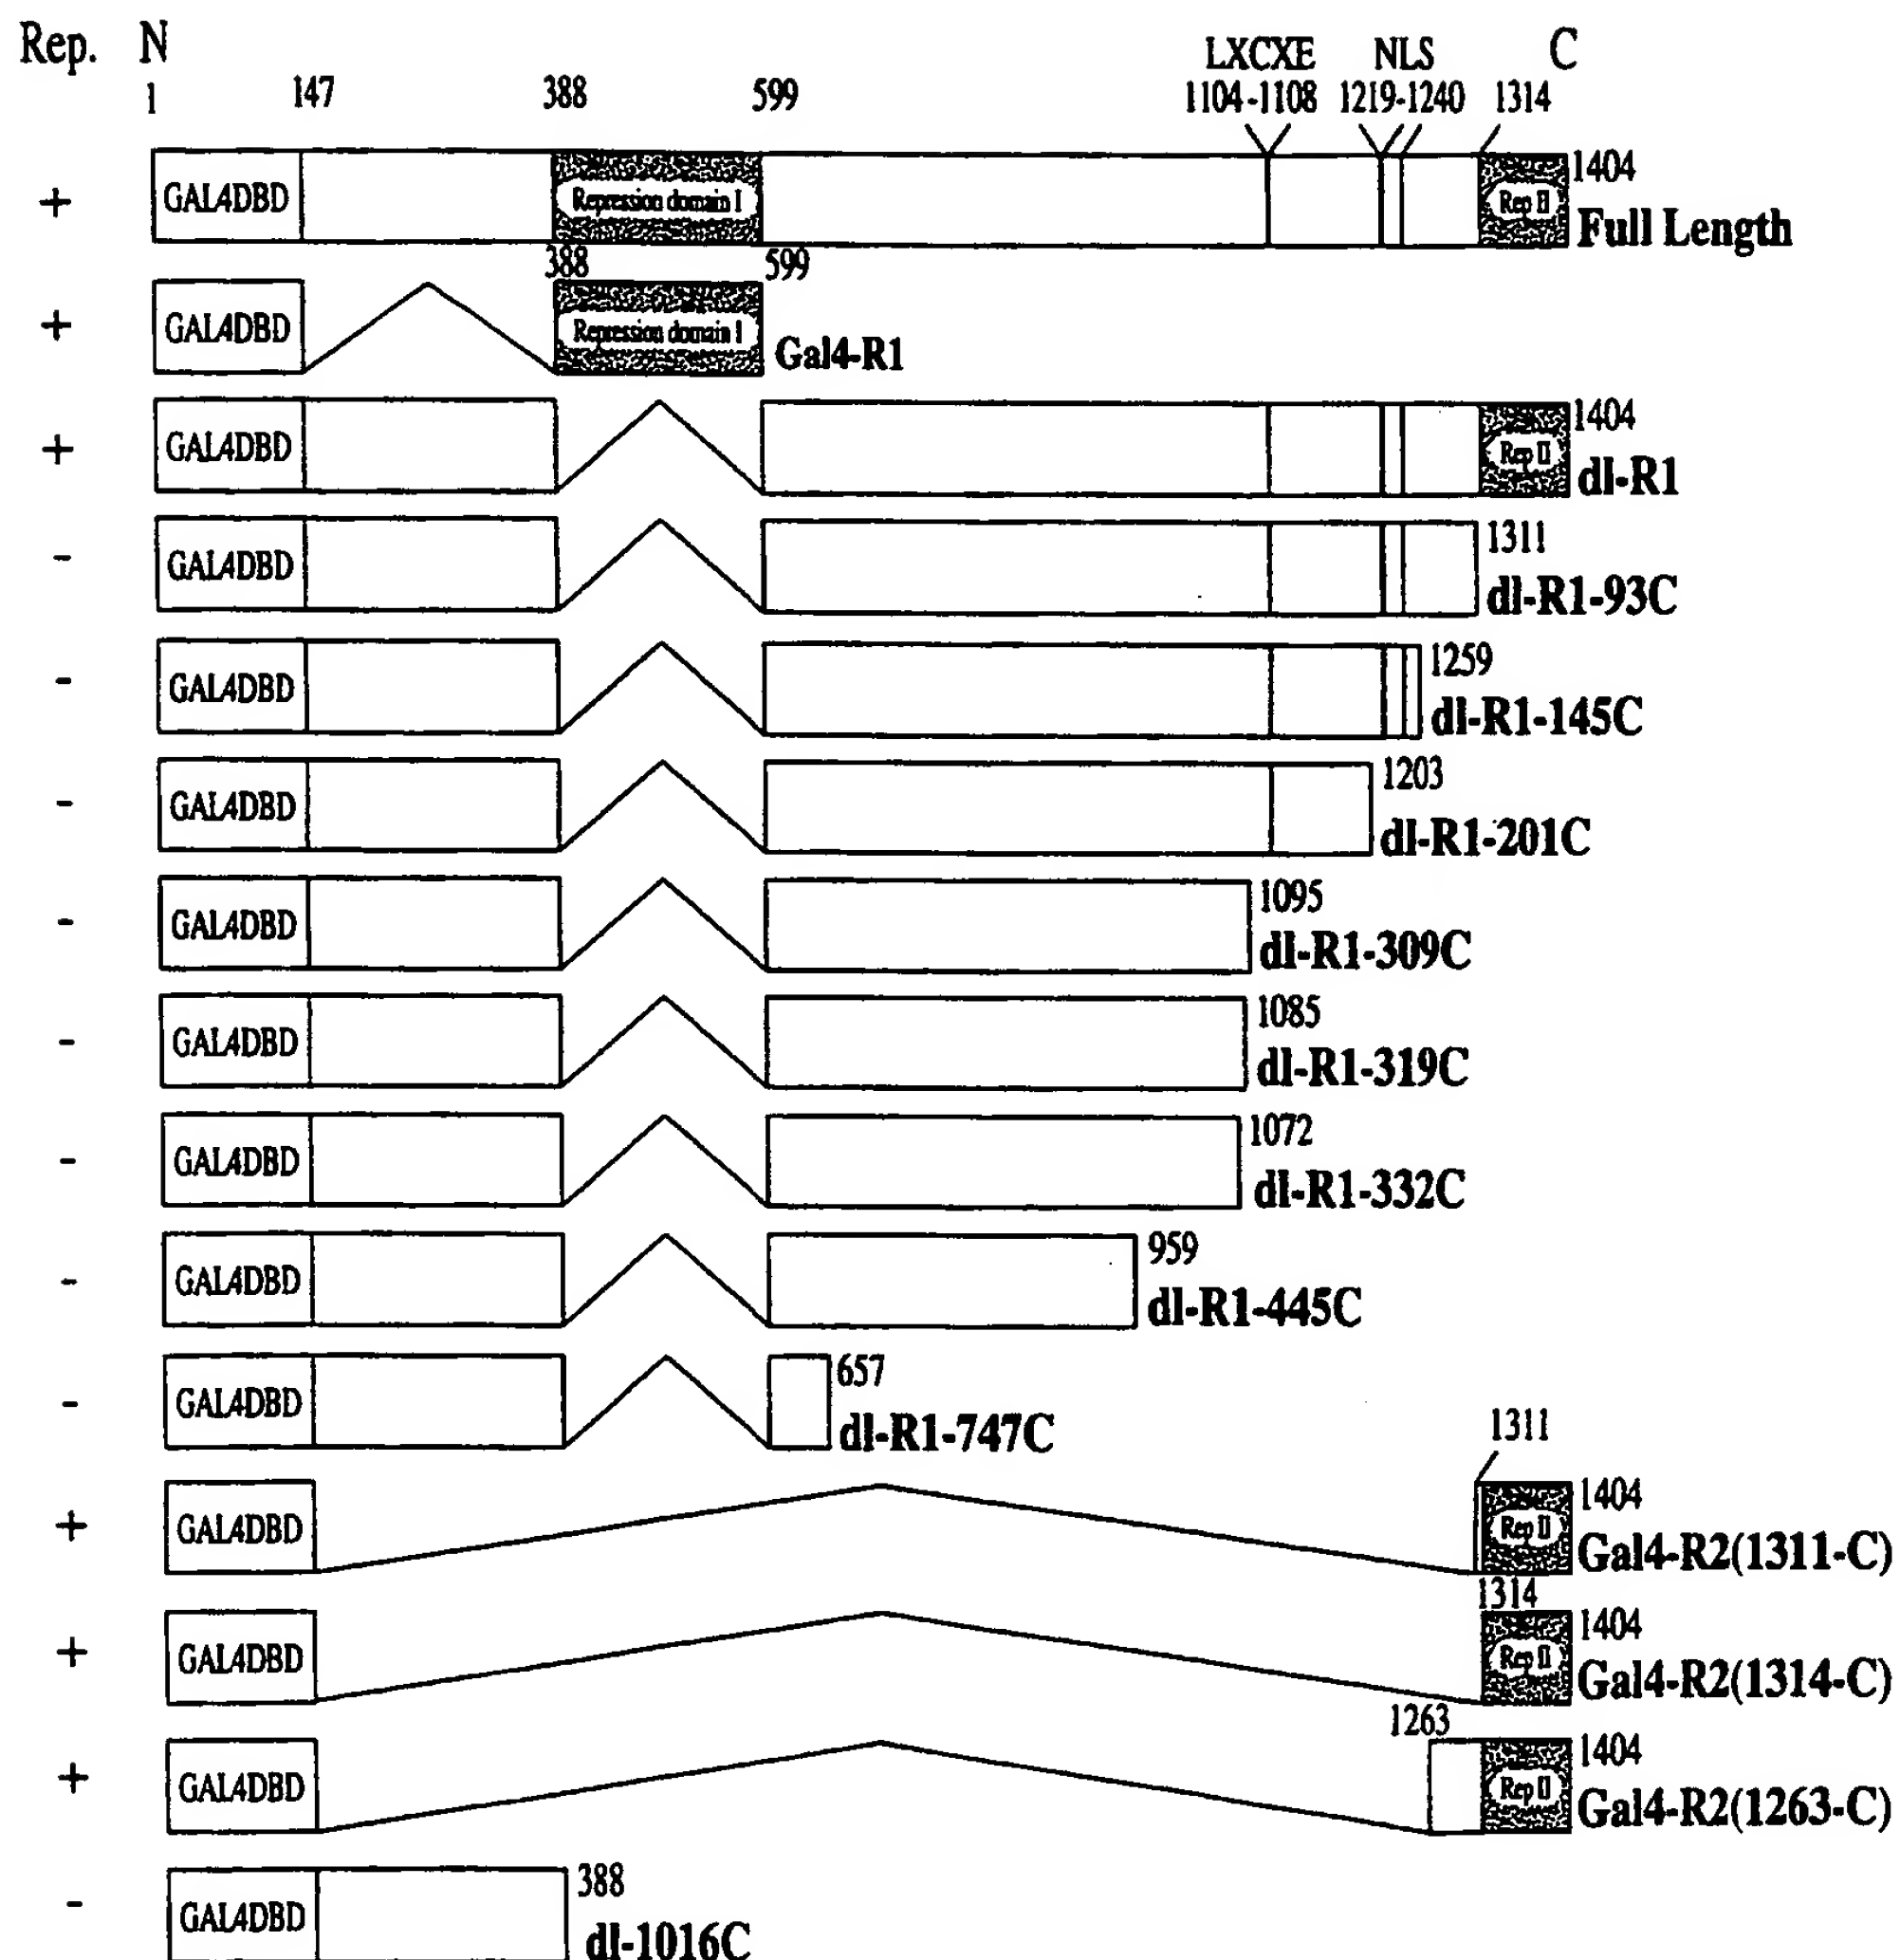 Rep. N LXCXE NLS C
1 147 388 599 1104-1108 1219-1240 1314
+ GAL4DBD Repression domain I Rep II 1404
Full Length
388 599
+ GAL4DBD Repression domain I Gal4-R1
+ GAL4DBD Rep II 1404
dl-R1
- GAL4DBD 1311
dl-R1-93C
- GAL4DBD 1259
dl-R1-145C
- GAL4DBD 1203
dl-R1-201C
- GAL4DBD 1095
dl-R1-309C
- GAL4DBD 1085
dl-R1-319C
- GAL4DBD 1072
dl-R1-332C
- GAL4DBD 959
dl-R1-445C
- GAL4DBD 657
dl-R1-747C
1311
+ GAL4DBD Rep II 1404
Gal4-R2(1311-C)
1314
+ GAL4DBD Rep II 1404
Gal4-R2(1314-C)
1263
+ GAL4DBD Rep II 1404
Gal4-R2(1263-C)
- GAL4DBD 388
dl-1016C